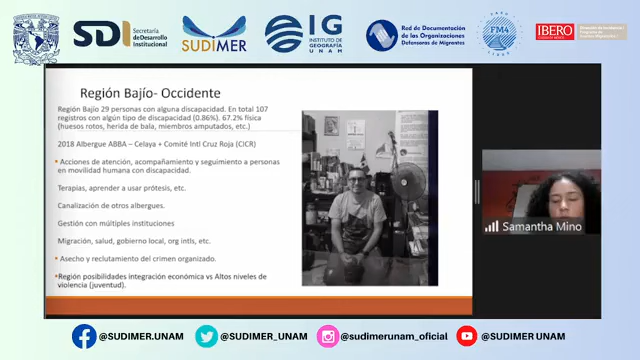 SDI
Secretaría
de Desarrollo
Institucional
SUDIMER
IG
INSTITUTO DE
GEOGRAFÍA
UNAM
Red de Documentación
de las Organizaciones
Defensoras de Migrantes
FM4
IBERO
Región Bajío- Occidente
Región Bajío 29 personas con alguna discapacidad. En total 107
registros con algún tipo de discapacidad (0.86%). 67.2% física
(huesos rotos, herida de bala, miembros amputados, etc.)
2018 Albergue ABBA – Celaya + Comité Intl Cruz Roja (CICR)
• Acciones de atención, acompañamiento y seguimiento a personas
en movilidad humana con discapacidad.
Terapias, aprender a usar prótesis, etc.
Canalización de otros albergues.
Gestión con múltiples instituciones
Migración, salud, gobierno local, org intls, etc.
• Asecho y reclutamiento del crimen organizado.
•Región posibilidades integración económica vs Altos niveles de
violencia (juventud).
Samantha Mino
@SUDIMER.UNAM
@SUDIMER_UNAM
@sudimerunam_oficial
@SUDIMER UNAM